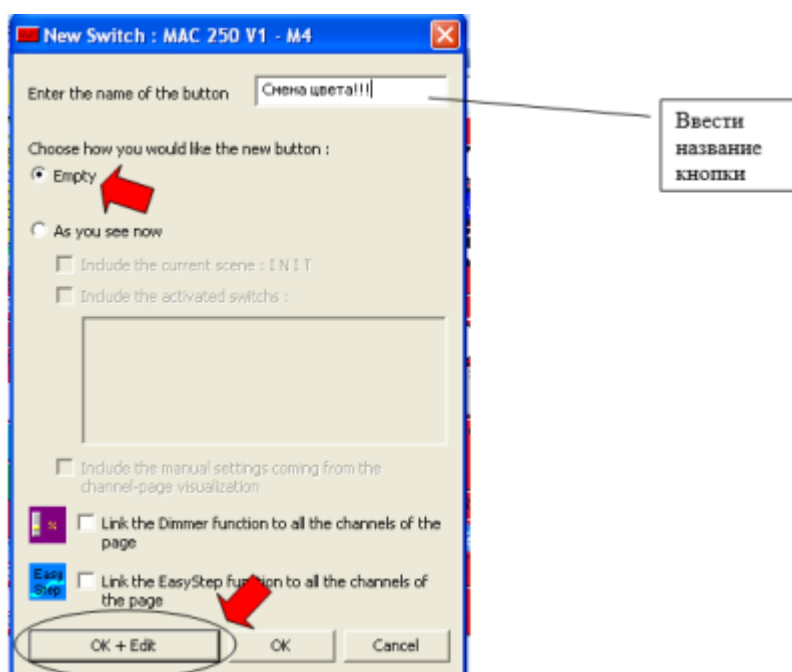 New Switch : MAC 250 V1 - M4
Enter the name of the button
Смена цвета!!!
Ввести
название
кнопки
Choose how you would like the new button :
Empty
As you see now
Include the current scene : I N I T
Include the activated switchs :
Include the manual settings coming from the
channel-page visualization
%
Link the Dimmer function to all the channels of the
page
Easy
Step
Link the EasyStep function to all the channels of
the page
OK + Edit
OK
Cancel